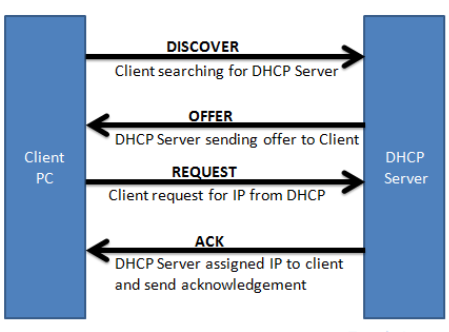 DISCOVER
Client searching for DHCP Server
OFFER
DHCP Server sending offer to Client
Client
PC
DHCP
Server
REQUEST
Client request for IP from DHCP
ACK
DHCP Server assigned IP to client
and send acknowledgement